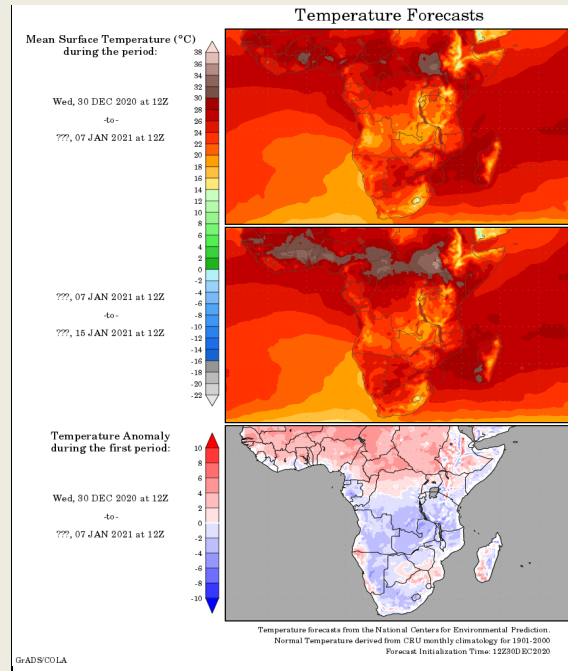 Temperature Forecasts
Mean Surface Temperature (°C)
during the period:
Wed, 30 DEC 2020 at 12Z
-to-
???, 07 JAN 2021 at 12Z
38
36
34
32
30
28
26
24
22
20
18
16
14
12
10
8
6
4
2
0
-2
-4
-6
-8
-10
-12
-14
-16
-18
-20
-22
???, 07 JAN 2021 at 12Z
-to-
???, 15 JAN 2021 at 12Z
Temperature Anomaly
during the first period:
Wed, 30 DEC 2020 at 12Z
-to-
???, 07 JAN 2021 at 12Z
10
8
6
4
2
0
-2
-4
-6
-8
-10
Temperature forecasts from the National Centers for Environmental Prediction.
Normal Temperature derived from CRU monthly climatology for 1901-2000
Forecast Initialization Time: 12Z30DEC2020
GrADS/COLA